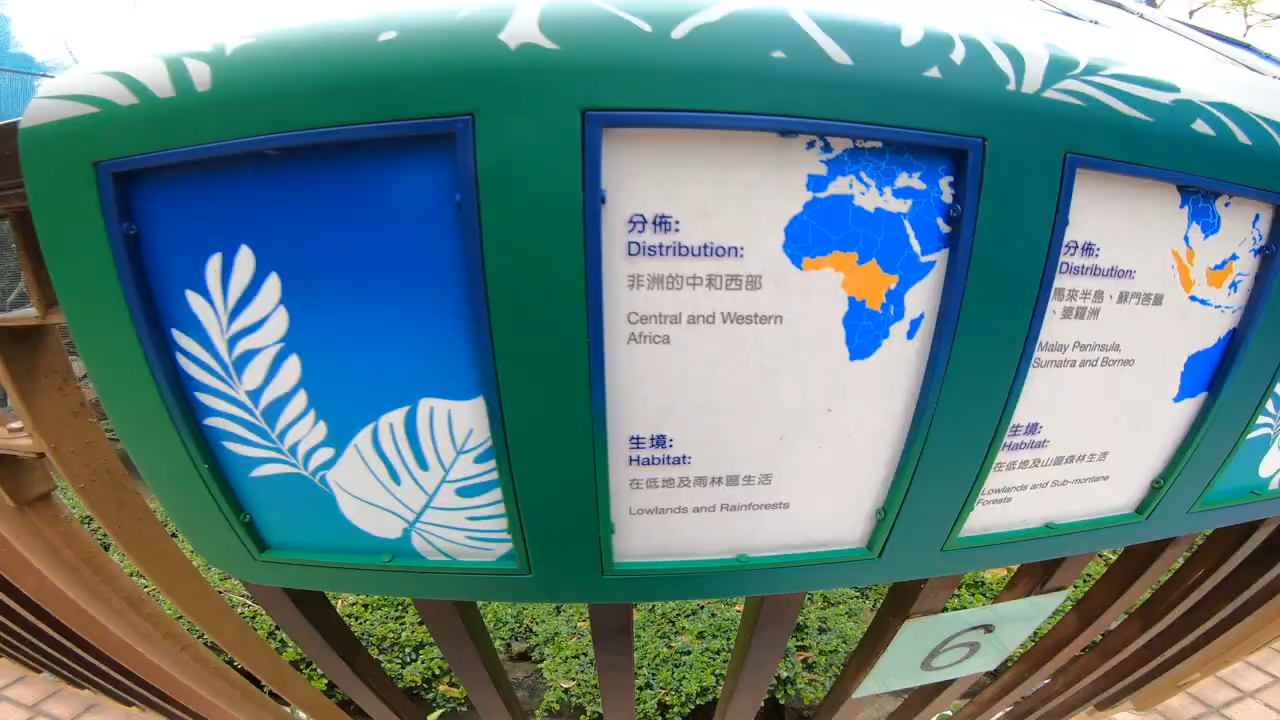 分佈:
Distribution:
非洲的中和西部
Central and Western
Africa
生境:
Habitat:
在低地及雨林區生活
Lowlands and Rainforests
分佈:
Distribution:
馬來半島、蘇門答臘
、婆羅洲
Malay Peninsula,
Sumatra and Borneo
生境:
Habitat:
在低地及山區森林生活
Lowlands and Sub-montane
Forests
6